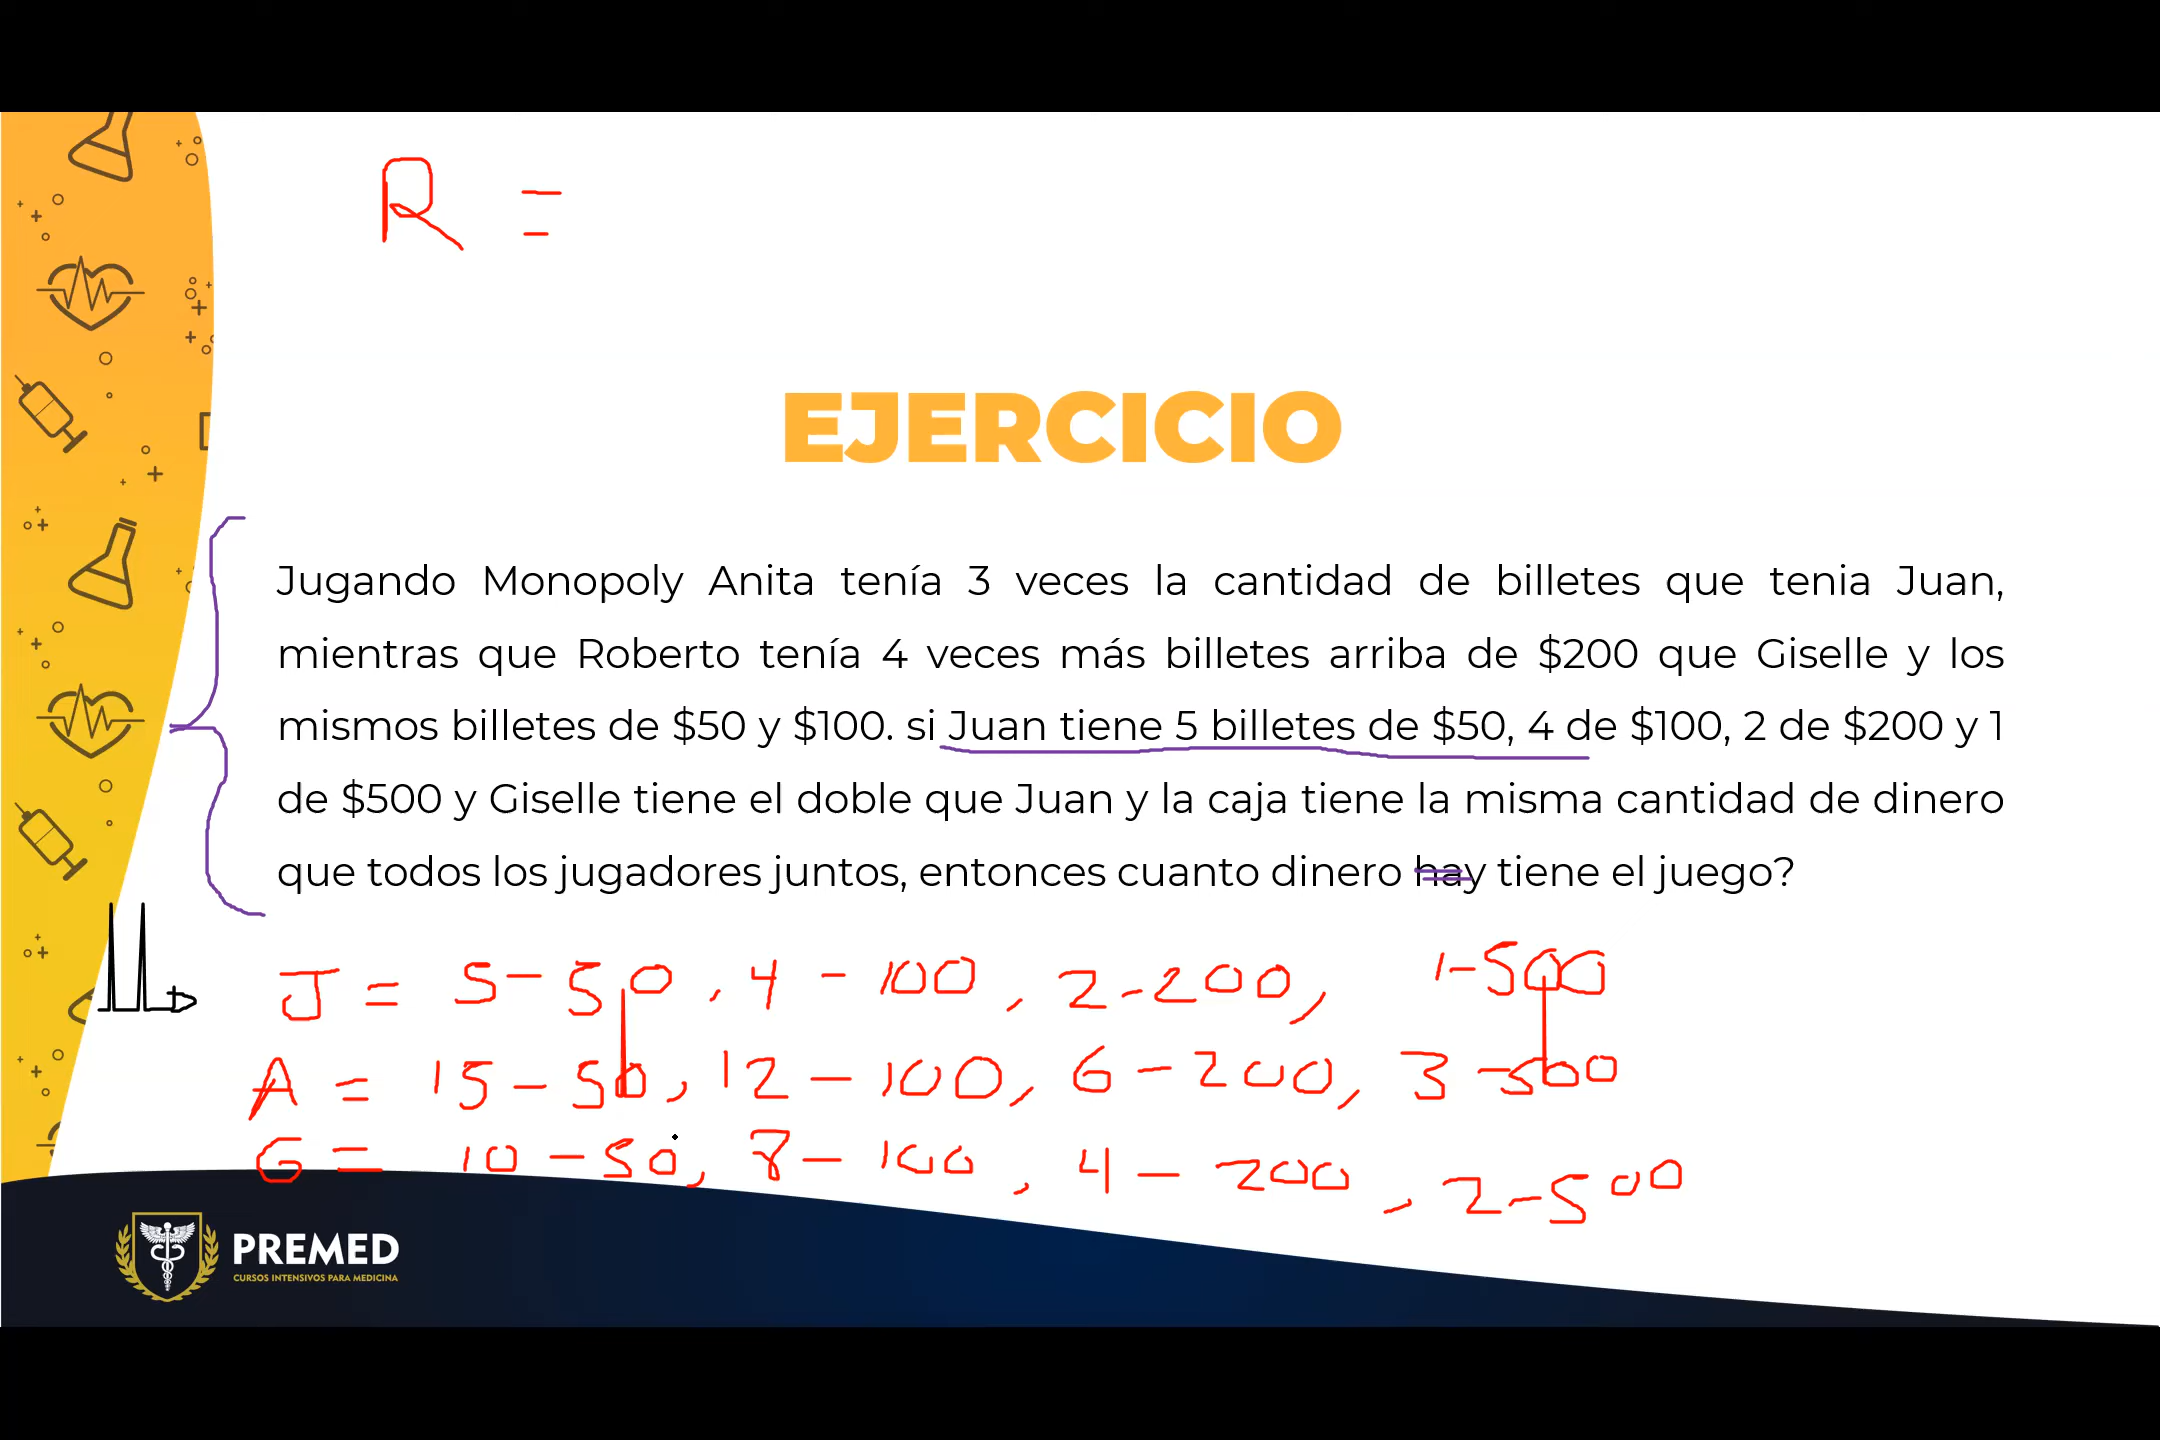 R =
EJERCICIO
Jugando Monopoly Anita tenía 3 veces la cantidad de billetes que tenia Juan,
mientras que Roberto tenía 4 veces más billetes arriba de $200 que Giselle y los
mismos billetes de $50 y $100. si Juan tiene 5 billetes de $50, 4 de $100, 2 de $200 y 1
de $500 y Giselle tiene el doble que Juan y la caja tiene la misma cantidad de dinero
que todos los jugadores juntos, entonces cuanto dinero hay tiene el juego?
J = 5-50, 4-100, 2-200, 1-500
A = 15-50, 12-100, 6-200, 3-500
G = 10-50, 8-100, 4-200, 2-500
PREMED
CURSOS INTENSIVOS PARA MEDICINA